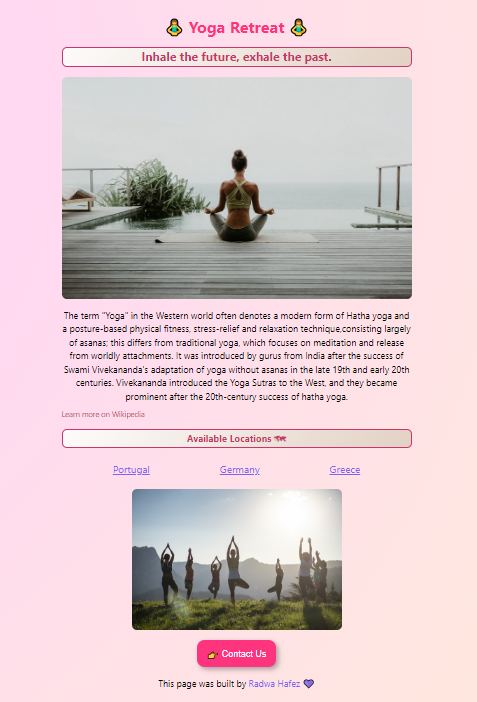 🧘‍♂️ Yoga Retreat 🧘‍♂️
Inhale the future, exhale the past.
The term "Yoga" in the Western world often denotes a modern form of Hatha yoga and
a posture-based physical fitness, stress-relief and relaxation technique,consisting largely
of asanas; this differs from traditional yoga, which focuses on meditation and release
from worldly attachments. It was introduced by gurus from India after the success of
Swami Vivekananda's adaptation of yoga without asanas in the late 19th and early 20th
centuries. Vivekananda introduced the Yoga Sutras to the West, and they became
prominent after the 20th-century success of hatha yoga.
Learn more on Wikipedia
Available Locations 🗺
Portugal Germany Greece
👉 Contact Us
This page was built by Radwa Hafez 💜